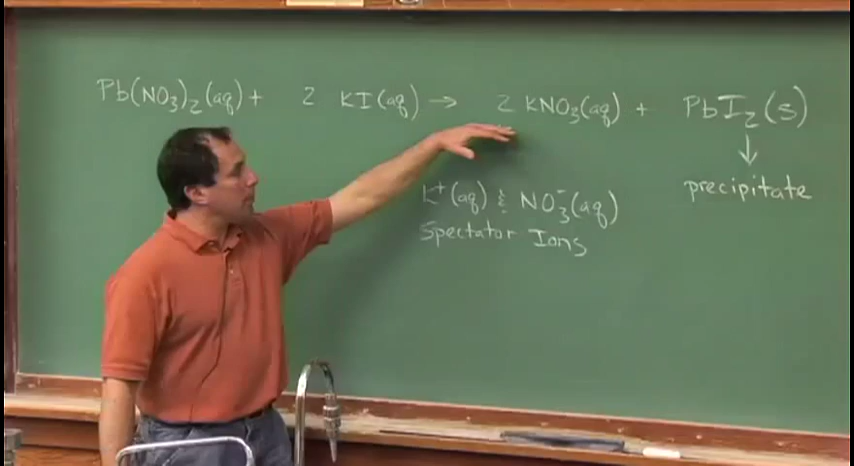 Pb(NO₃)₂(aq) + 2 KI(aq) → 2 KNO₃(aq) + PbI₂(s)
↓
precipitate
K⁺(aq) & NO₃⁻(aq)
Spectator Ions